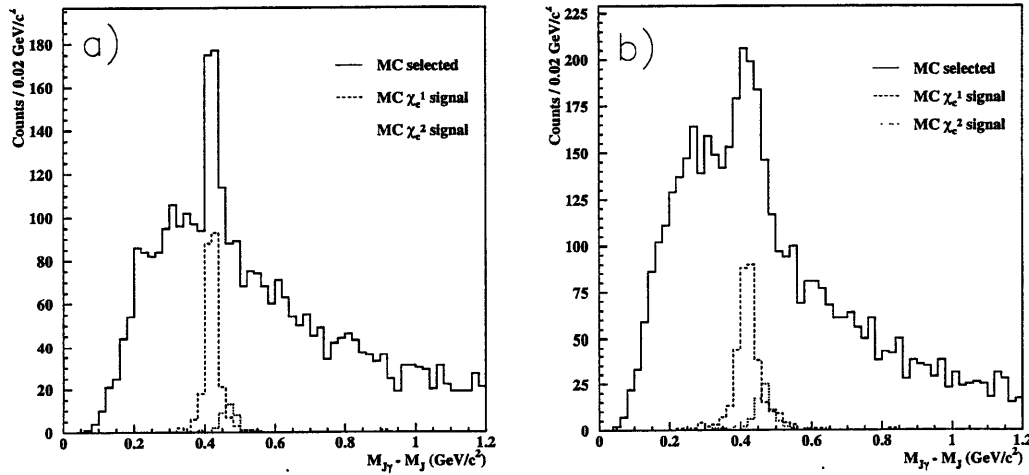 a)
Counts / 0.02 GeV/c²
180
160
140
120
100
80
60
40
20
0
MC selected
MC χc¹ signal
MC χc² signal
0 0.2 0.4 0.6 0.8 1 1.2
MJγ - MJ (GeV/c²)
b)
Counts / 0.02 GeV/c²
225
200
175
150
125
100
75
50
25
0
MC selected
MC χc¹ signal
MC χc² signal
0 0.2 0.4 0.6 0.8 1 1.2
MJγ - MJ (GeV/c²)